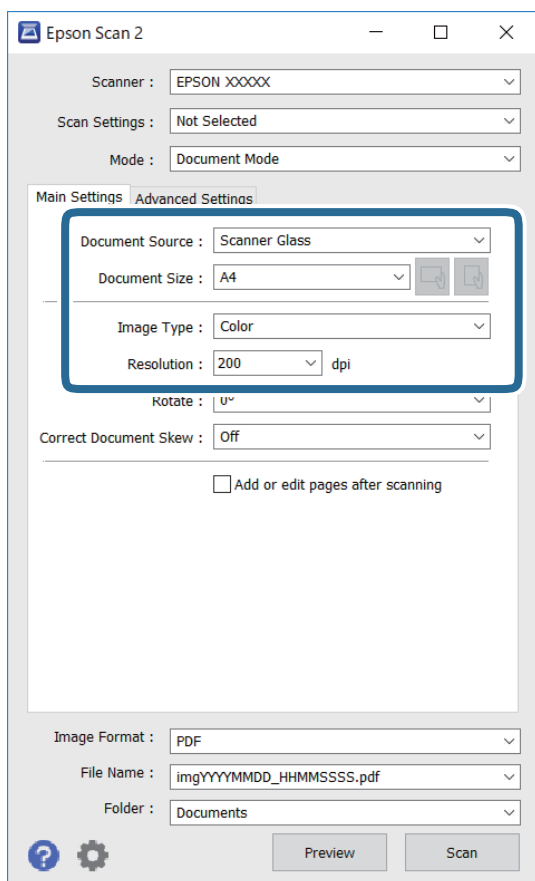 Epson Scan 2
Scanner : EPSON XXXXX
Scan Settings : Not Selected
Mode : Document Mode
Main Settings Advanced Settings
Document Source : Scanner Glass
Document Size : A4
Image Type : Color
Resolution : 200 dpi
Rotate : 0°
Correct Document Skew : Off
Add or edit pages after scanning
Image Format : PDF
File Name : imgYYYYMMDD_HHMMSSSS.pdf
Folder : Documents
? Preview Scan